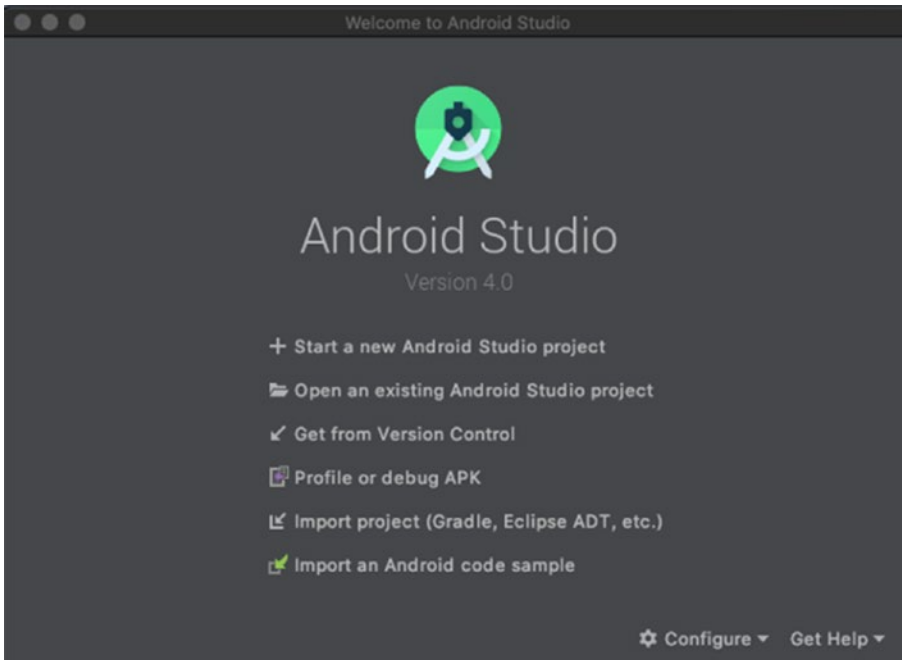 Welcome to Android Studio
Android Studio
Version 4.0
Start a new Android Studio project
Open an existing Android Studio project
Get from Version Control
Profile or debug APK
Import project (Gradle, Eclipse ADT, etc.)
Import an Android code sample
Configure Get Help